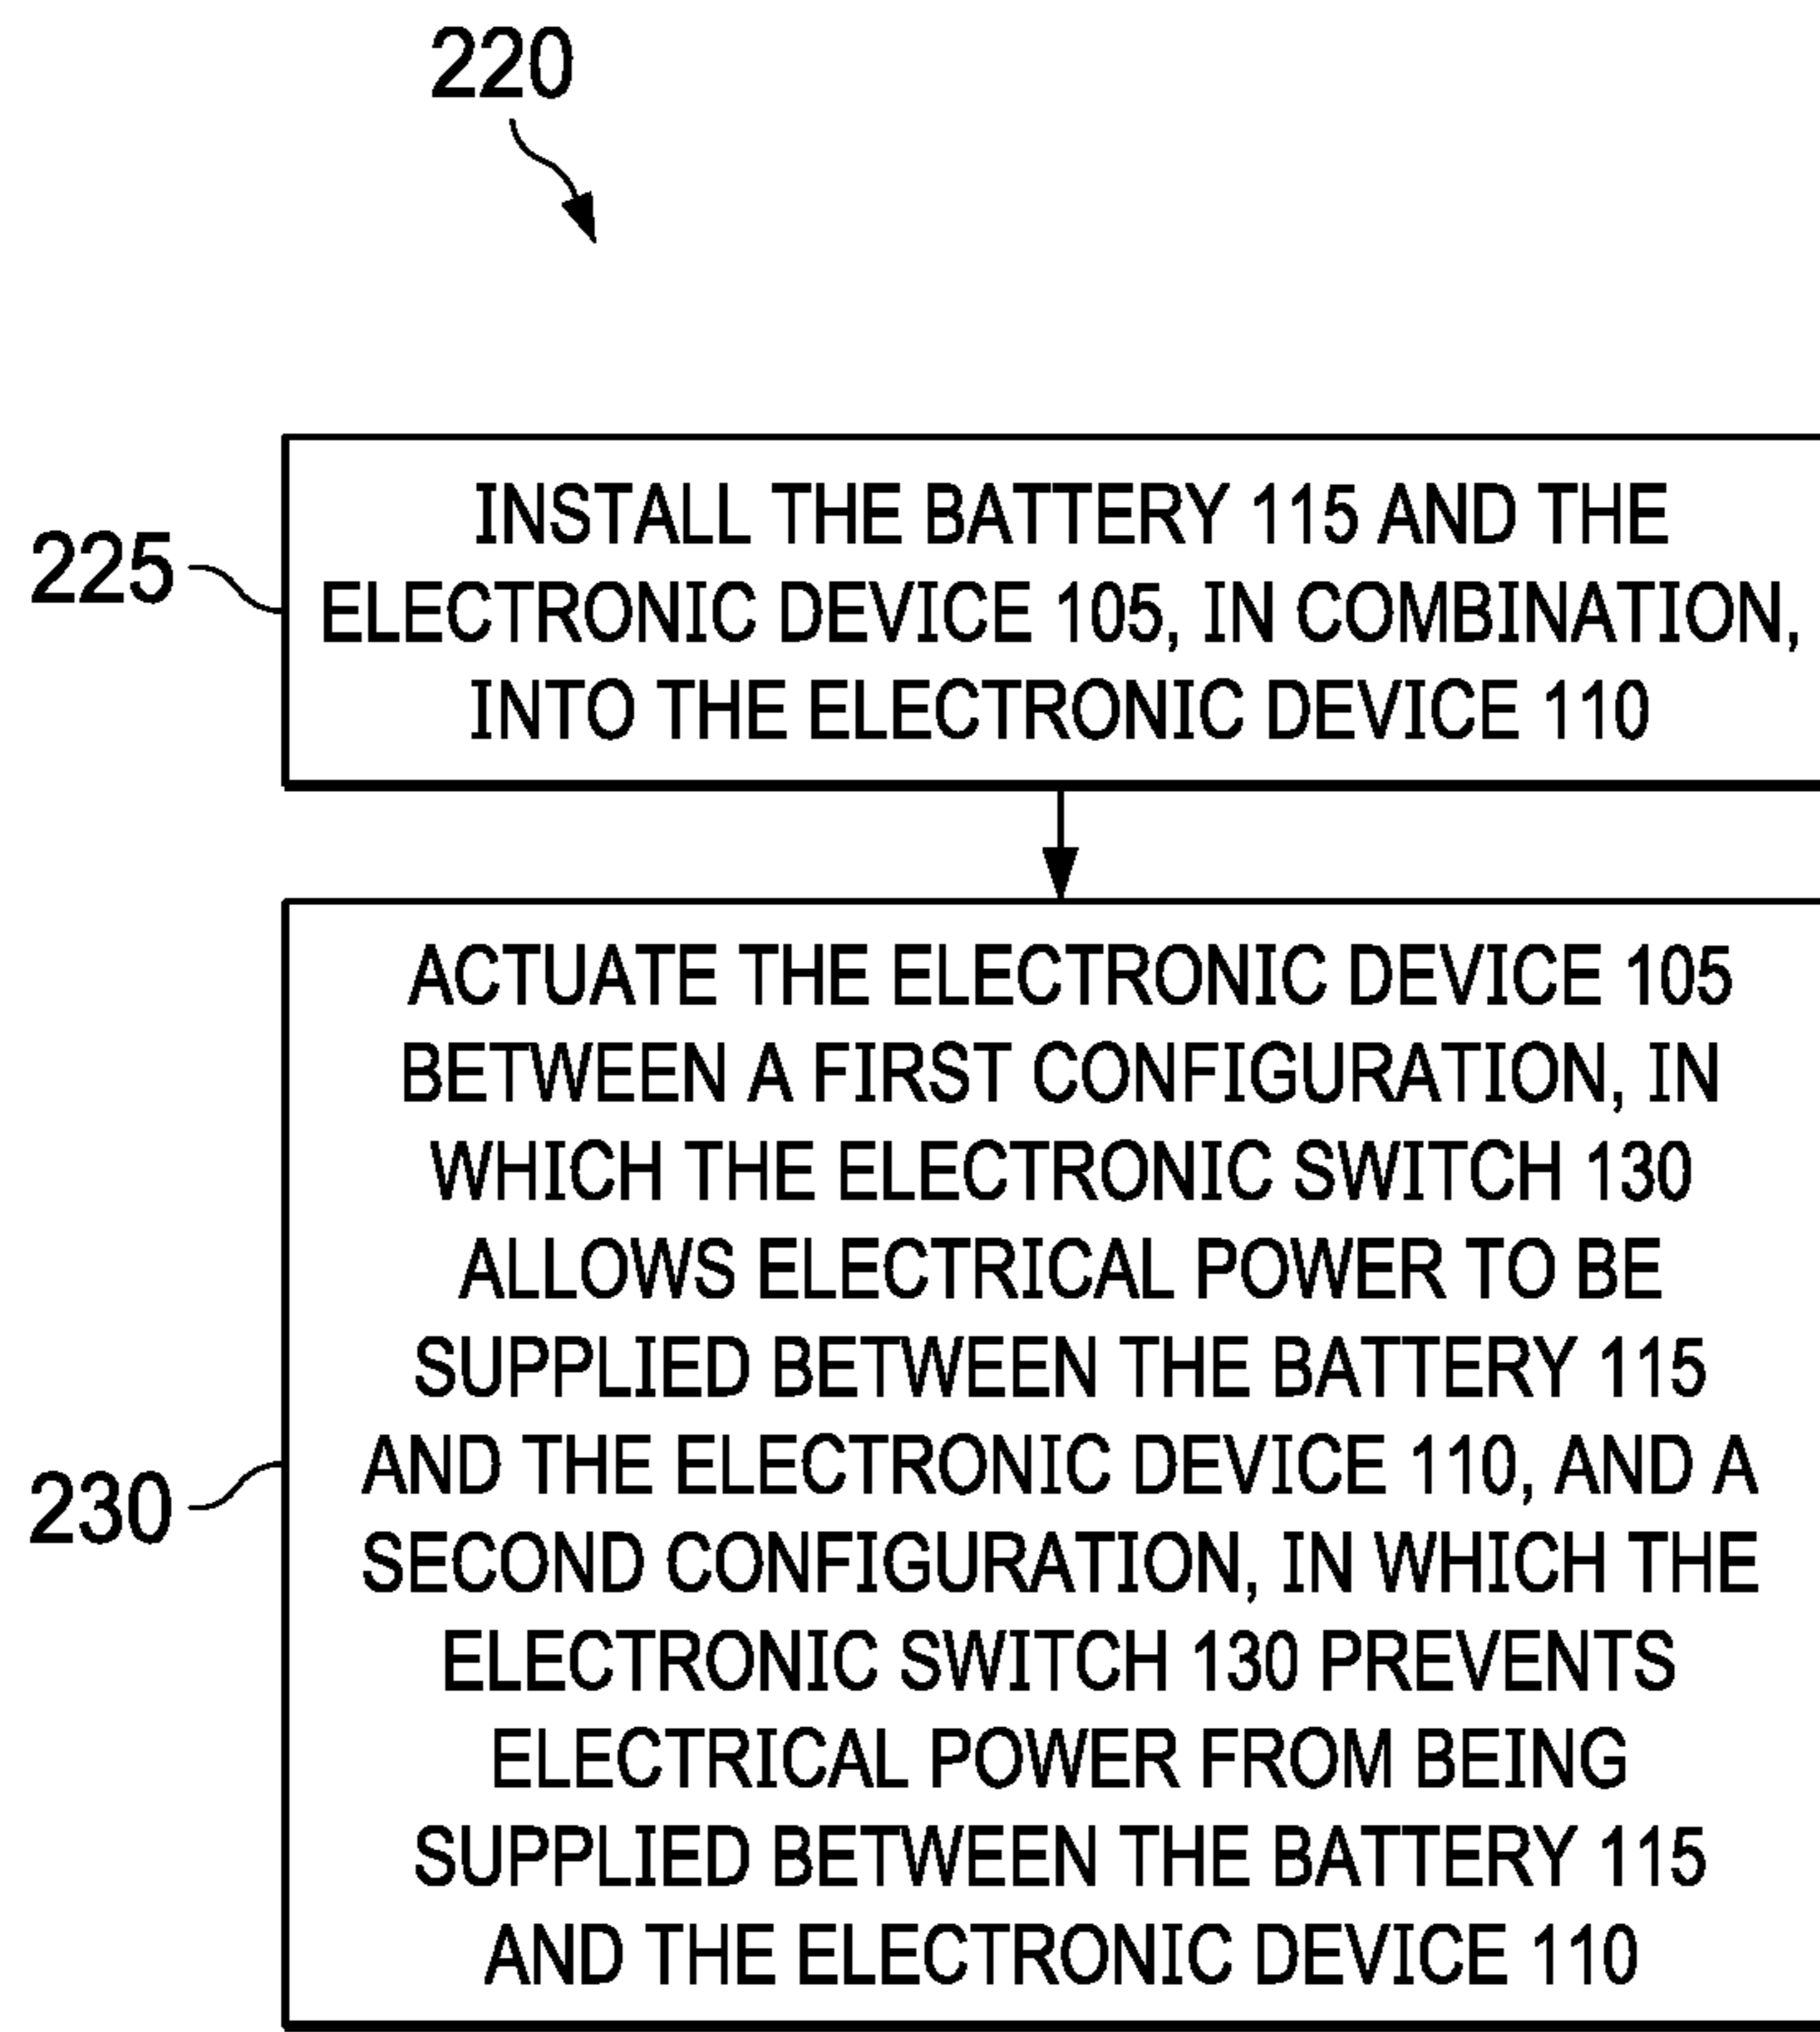 220
225
INSTALL THE BATTERY 115 AND THE
ELECTRONIC DEVICE 105, IN COMBINATION,
INTO THE ELECTRONIC DEVICE 110
230
ACTUATE THE ELECTRONIC DEVICE 105
BETWEEN A FIRST CONFIGURATION, IN
WHICH THE ELECTRONIC SWITCH 130
ALLOWS ELECTRICAL POWER TO BE
SUPPLIED BETWEEN THE BATTERY 115
AND THE ELECTRONIC DEVICE 110, AND A
SECOND CONFIGURATION, IN WHICH THE
ELECTRONIC SWITCH 130 PREVENTS
ELECTRICAL POWER FROM BEING
SUPPLIED BETWEEN THE BATTERY 115
AND THE ELECTRONIC DEVICE 110